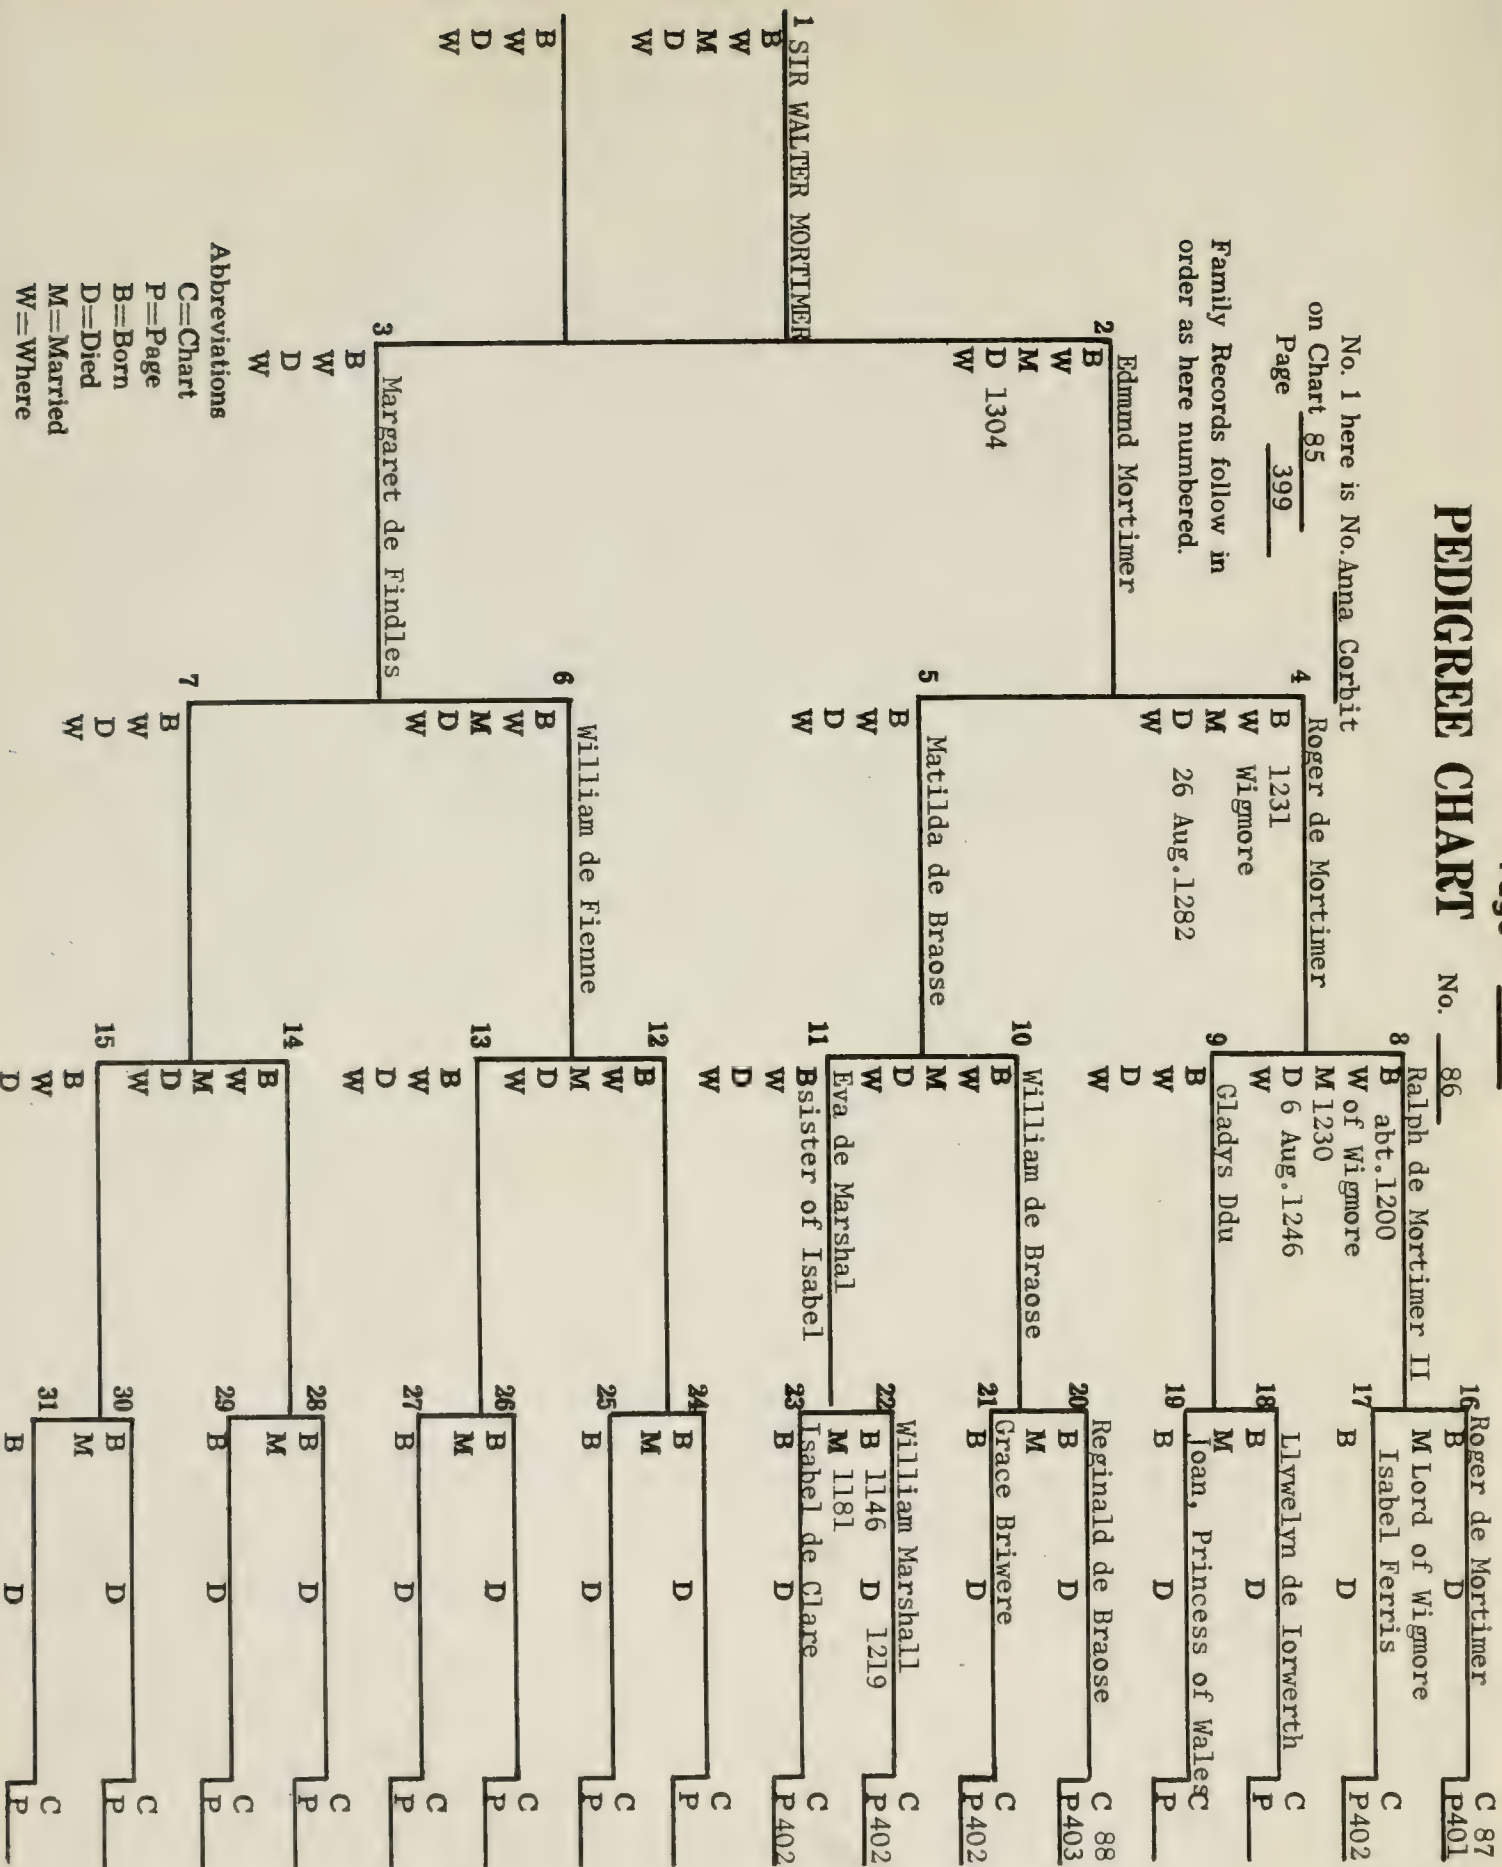 PEDIGREE CHART No. 86
No. 1 here is No. Anna Corbit
on Chart 85
Page 399
Family Records follow in
order as here numbered.
1 SIR WALTER MORTIMER
B
W
M
D
W
B
W
D
W
2 Edmund Mortimer
B
W
M
D 1304
W
3 Margaret de Findles
B
W
D
W
Abbreviations
C=Chart
P=Page
B=Born
D=Died
M=Married
W=Where
4 Roger de Mortimer
B 1231
W Wigmore
M
D 26 Aug.1282
W
5 Matilda de Braose
B
W
D
W
6 William de Fienne
B
W
M
D
W
7
B
W
D
W
8 Ralph de Mortimer II
B abt.1200
W of Wigmore
M 1230
D 6 Aug.1246
W
9 Gladys Ddu
B
W
D
W
10 William de Braose
B
W
M
D
W
11 Eva de Marshal
B sister of Isabel
W
D
W
12
B
W
M
D
W
13
B
W
D
W
14
B
W
M
D
W
15
B
W
D
16 Roger de Mortimer C 87
B D P 401
M Lord of Wigmore
17 Isabel Ferris C
B D P 402
18 Llywelyn de Iorwerth C
B D P
M
19 Joan, Princess of Wales C
B D P
20 Reginald de Braose C 88
B D P 403
M
21 Grace Briwere C
B D P 402
22 William Marshall C
B 1146 D 1219 P 402
M 1181
23 Isabel de Clare C
B D P 402
24 C
B D P
M
25 C
B D P
26 C
B D P
M
27 C
B D P
28 C
B D P
M
29 C
B D P
30 C
B D P
M
31 C
B D P